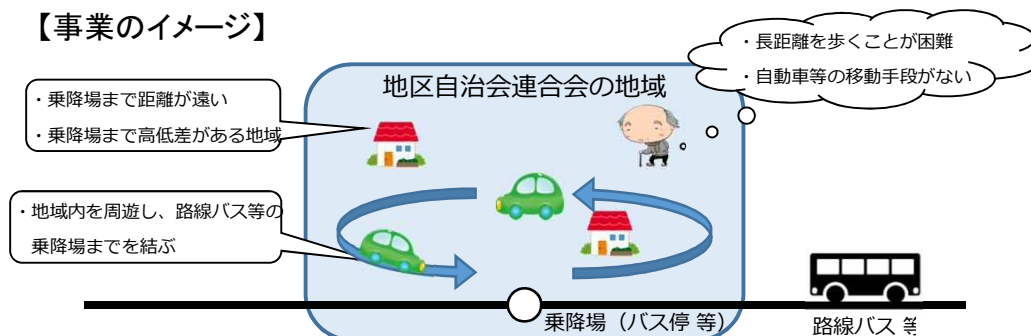 【事業のイメージ】
・長距離を歩くことが困難
・自動車等の移動手段がない
地区自治会連合会の地域
・乗降場まで距離が遠い
・乗降場まで高低差がある地域
・地域内を周遊し、路線バス等の
乗降場までを結ぶ
乗降場（バス停 等）
路線バス 等